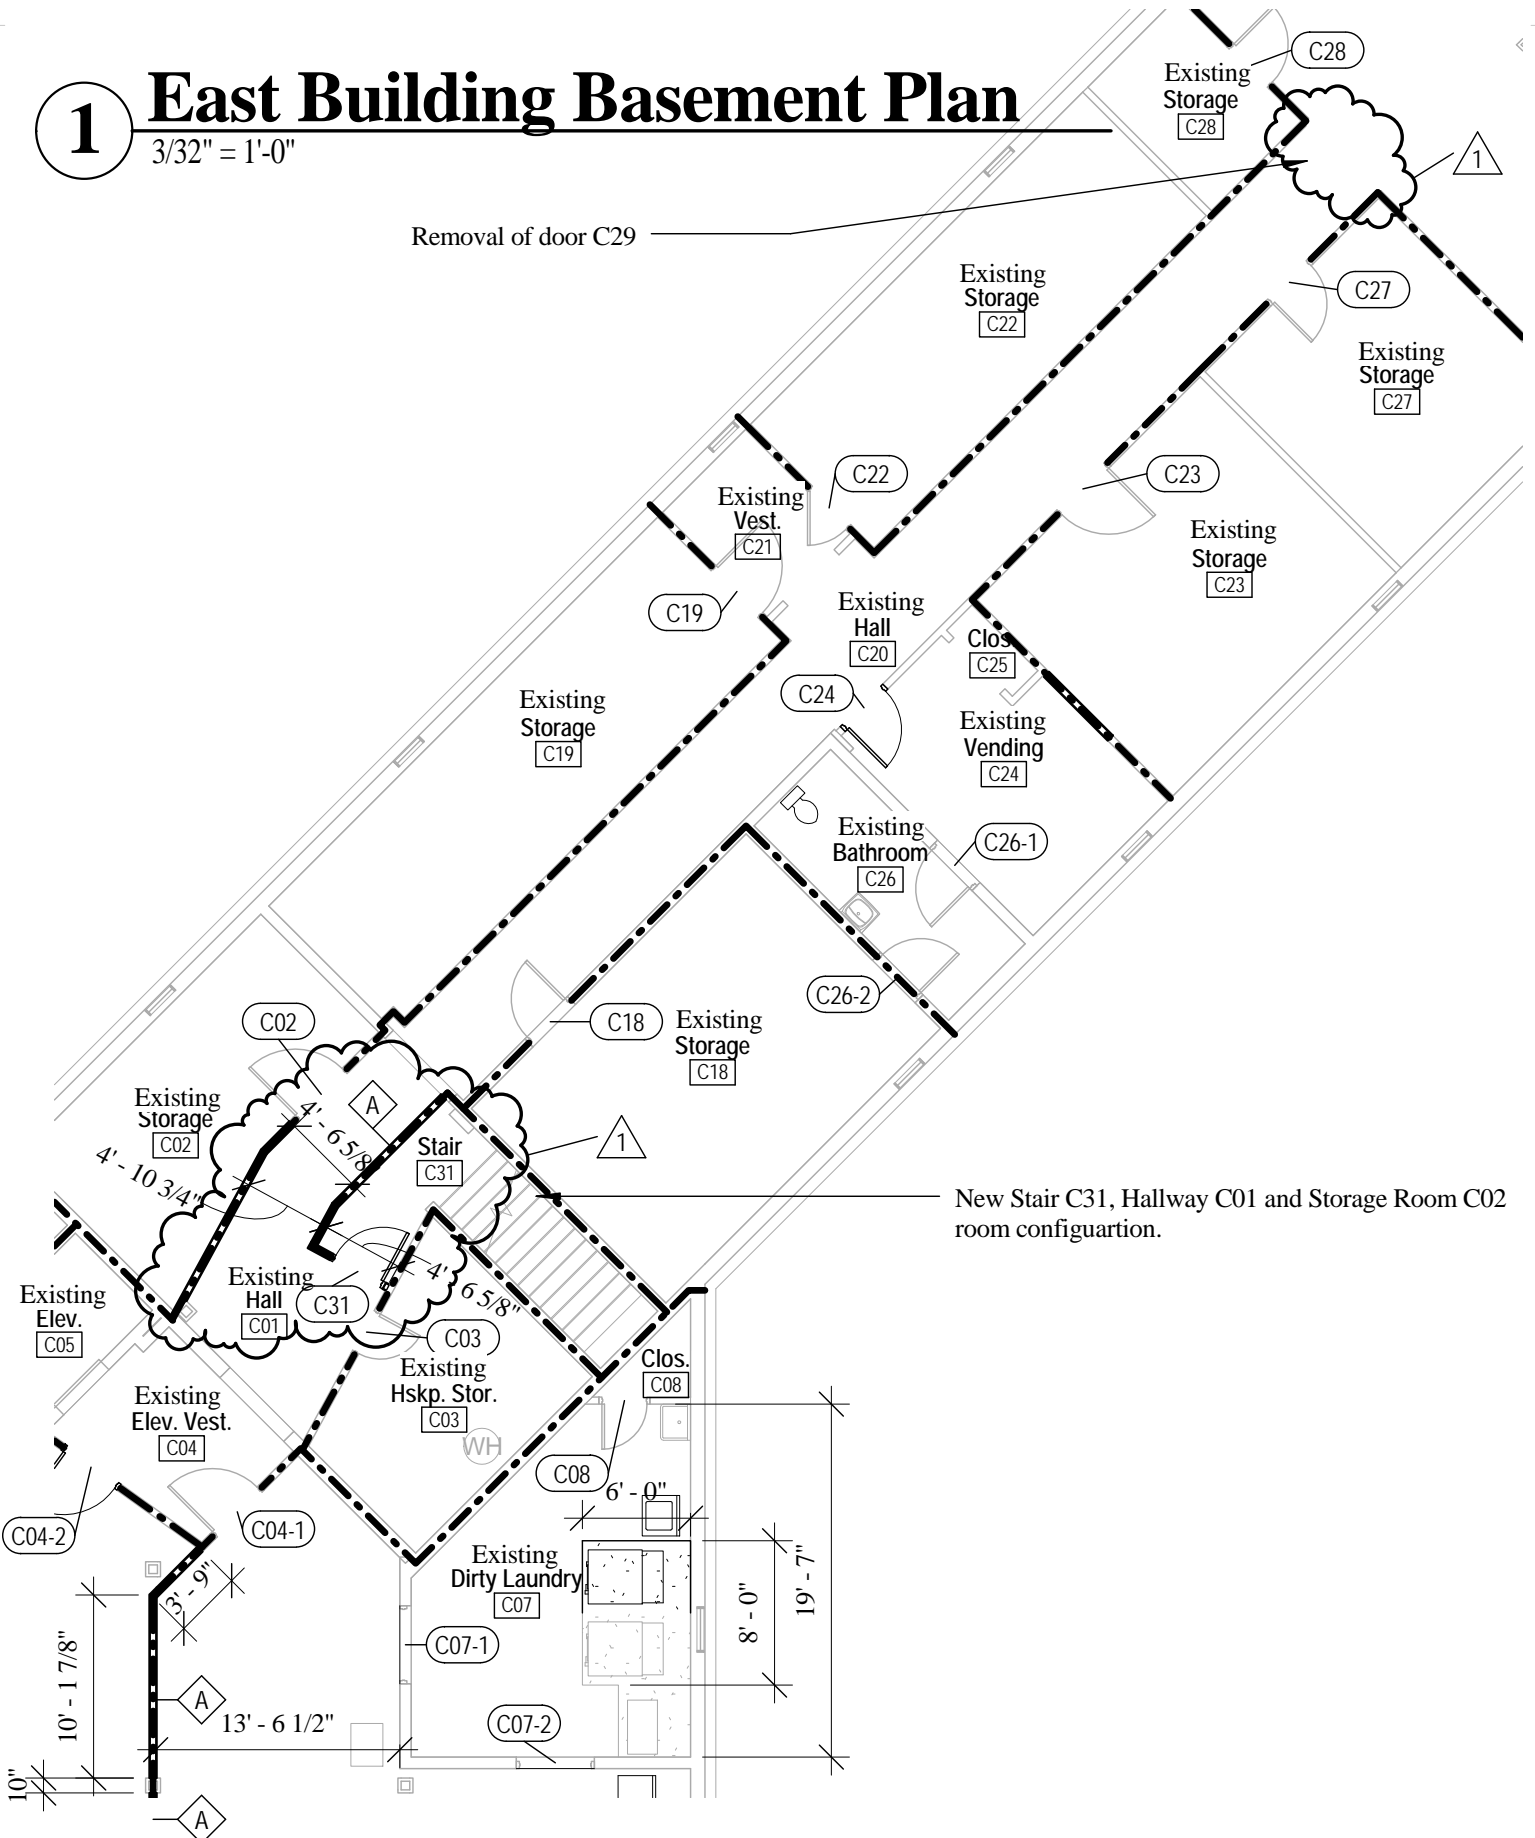 1
East Building Basement Plan
3/32" = 1'-0"
Removal of door C29
C28
Existing
Storage
C28
1
Existing
Storage
C22
C27
Existing
Storage
C27
C22
C23
Existing
Vest.
C21
Existing
Storage
C23
C19
Existing
Hall
C20
Clos.
C25
C24
Existing
Storage
C19
Existing
Vending
C24
Existing
Bathroom
C26
C26-1
C26-2
C02
C18
Existing
Storage
C18
A
4' - 6 5/8"
Existing
Storage
C02
4' - 10 3/4"
Stair
C31
1
New Stair C31, Hallway C01 and Storage Room C02
room configuartion.
Existing
Elev.
C05
Existing
Hall
C01
C31
4' 6 5/8"
C03
Existing
Hskp. Stor.
C03
WH
Clos.
C08
Existing
Elev. Vest.
C04
C08
6' - 0"
C04-2
C04-1
3' - 9"
Existing
Dirty Laundry
C07
8' - 0"
19' - 7"
C07-1
10' - 1 7/8"
A
13' - 6 1/2"
C07-2
10"
A